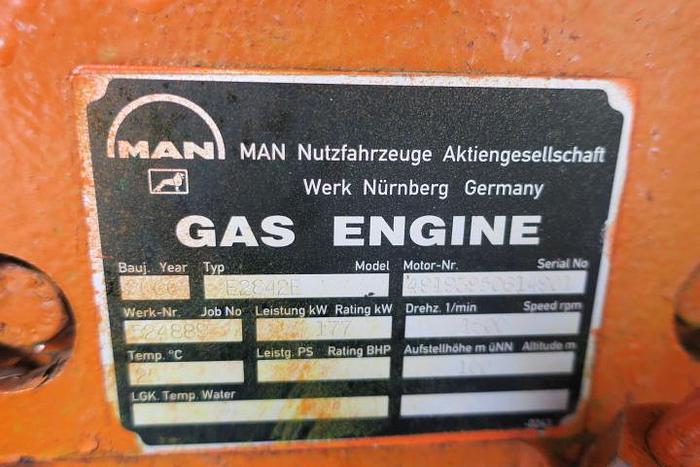 MAN
MAN Nutzfahrzeuge Aktiengesellschaft
Werk Nürnberg Germany
GAS ENGINE
Bauj. Year Typ Model Motor-Nr. Serial No
E2842E
Werk-Nr. Job No Leistung kW Rating kW Drehz. 1/min Speed rpm
177 1500
Temp. °C Leistg. PS Rating BHP Aufstellhöhe m üNN Altitude m
LGK. Temp. Water